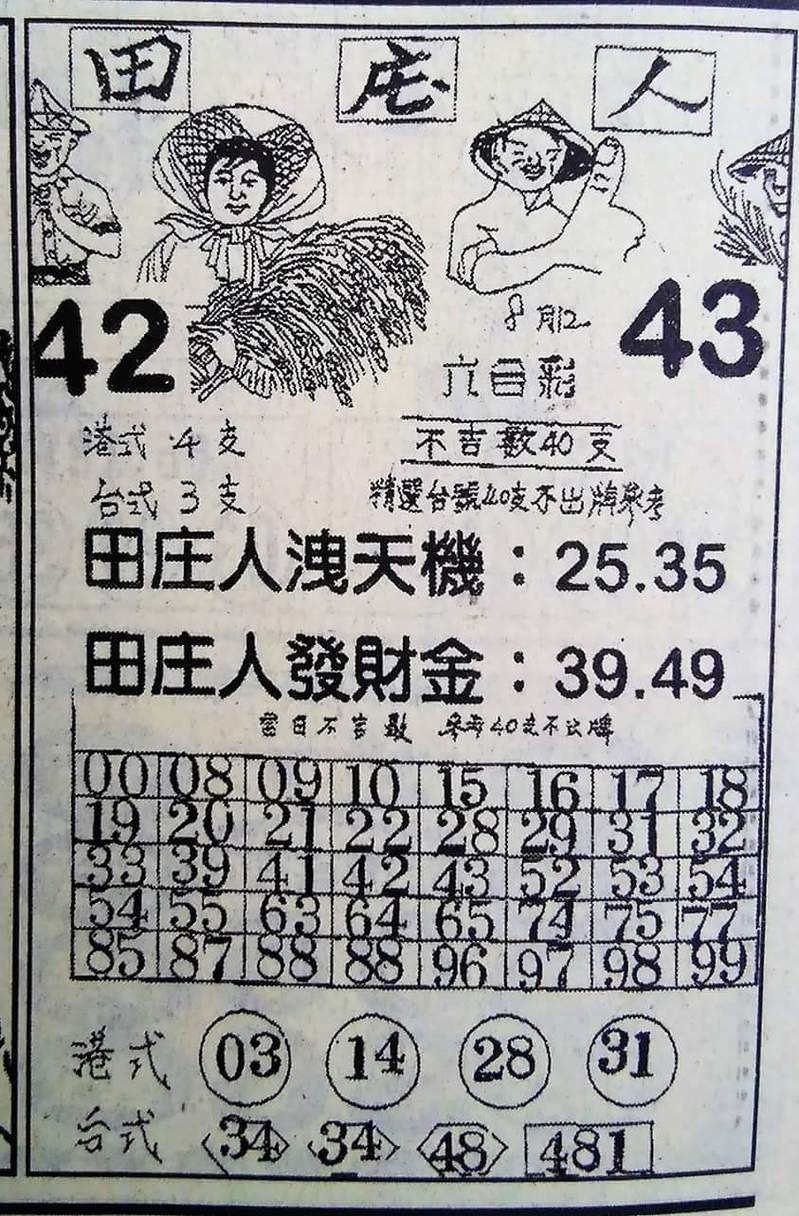 田 庄 人
42
43
8月12
六合彩
港式 4 支
不吉數40支
台式 3 支
精選台號40支不出牌參考
田庄人洩天機：25.35
田庄人發財金：39.49
當日不吉數 參考40支不出牌
00 08 09 10 15 16 17 18
19 20 21 22 28 29 31 32
33 39 41 42 43 52 53 54
54 55 63 64 65 74 75 77
85 87 88 88 96 97 98 99
港式 03 14 28 31
台式 34 34 48 481